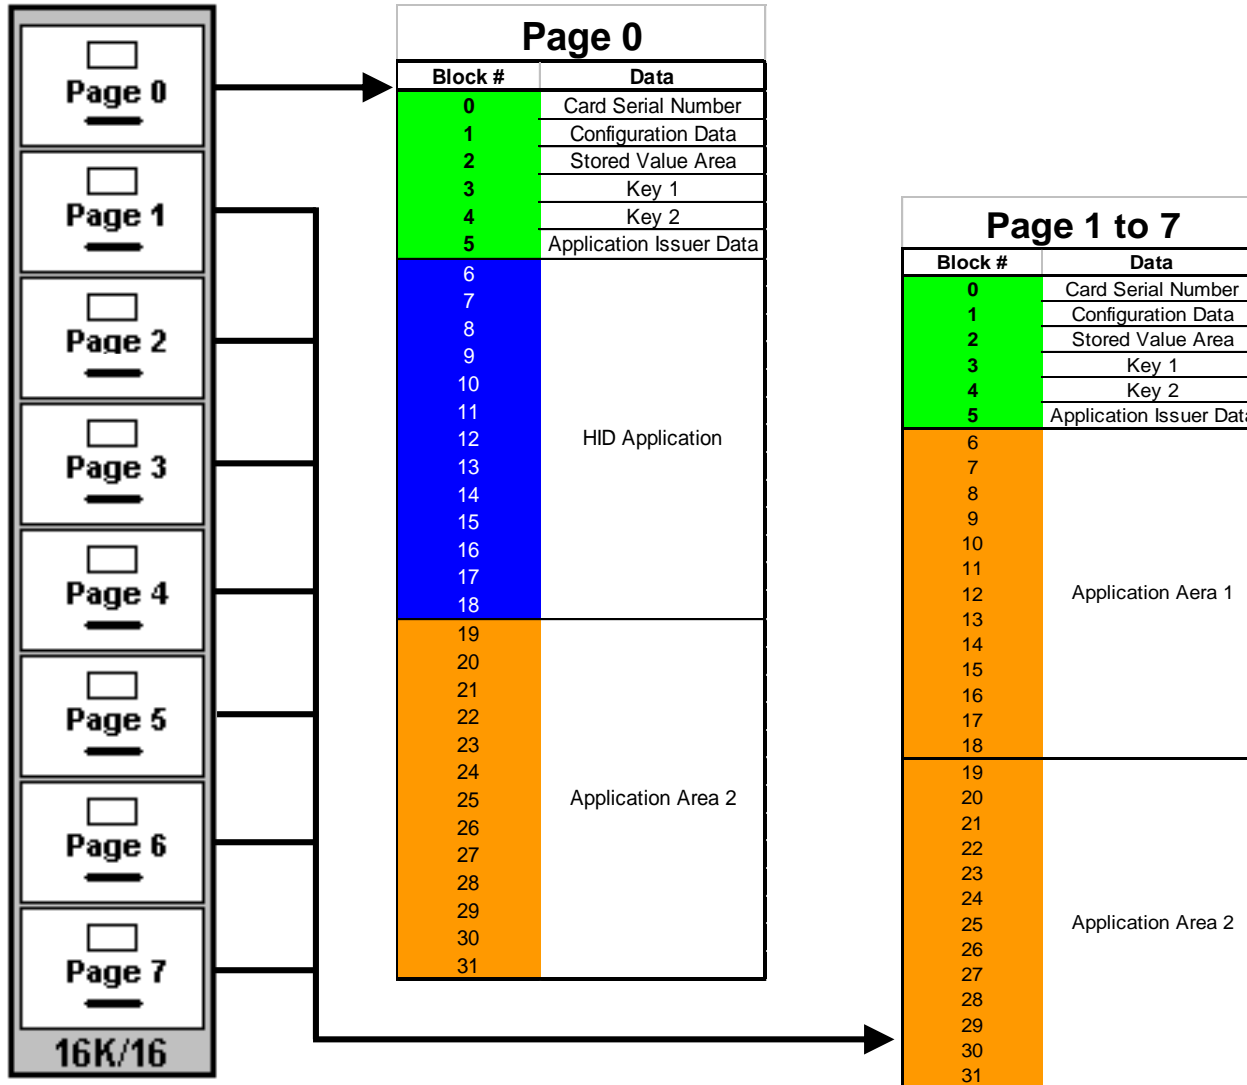 Page 0
Page 1
Page 2
Page 3
Page 4
Page 5
Page 6
Page 7
16K/16
Page 0
Block # Data
0 Card Serial Number
1 Configuration Data
2 Stored Value Area
3 Key 1
4 Key 2
5 Application Issuer Data
6
7
8
9
10
11
12 HID Application
13
14
15
16
17
18
19
20
21
22
23
24
25 Application Area 2
26
27
28
29
30
31
Page 1 to 7
Block # Data
0 Card Serial Number
1 Configuration Data
2 Stored Value Area
3 Key 1
4 Key 2
5 Application Issuer Data
6
7
8
9
10
11
12 Application Aera 1
13
14
15
16
17
18
19
20
21
22
23
24
25 Application Area 2
26
27
28
29
30
31